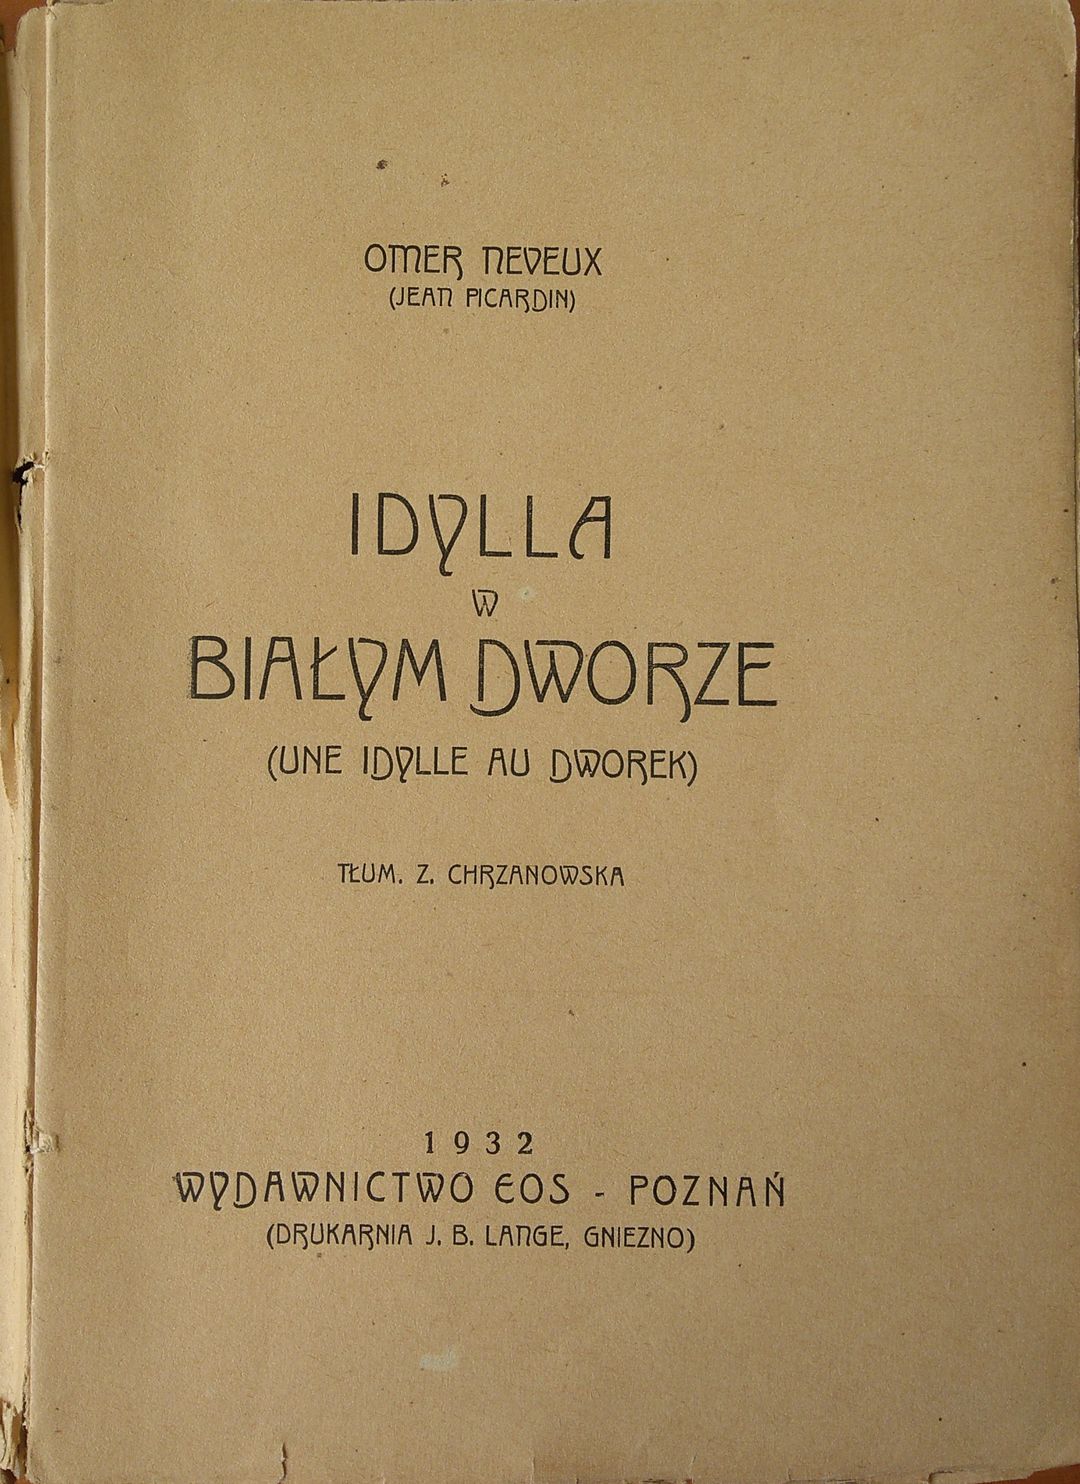 OMER NEVEUX
(JEAN PICARDIN)
IDYLLA
W
BIAŁYM DWORZE
(UNE IDYLLE AU DWOREK)
TŁUM. Z. CHRZANOWSKA
1932
WYDAWNICTWO EOS - POZNAŃ
(DRUKARNIA J. B. LANGE, GNIEZNO)